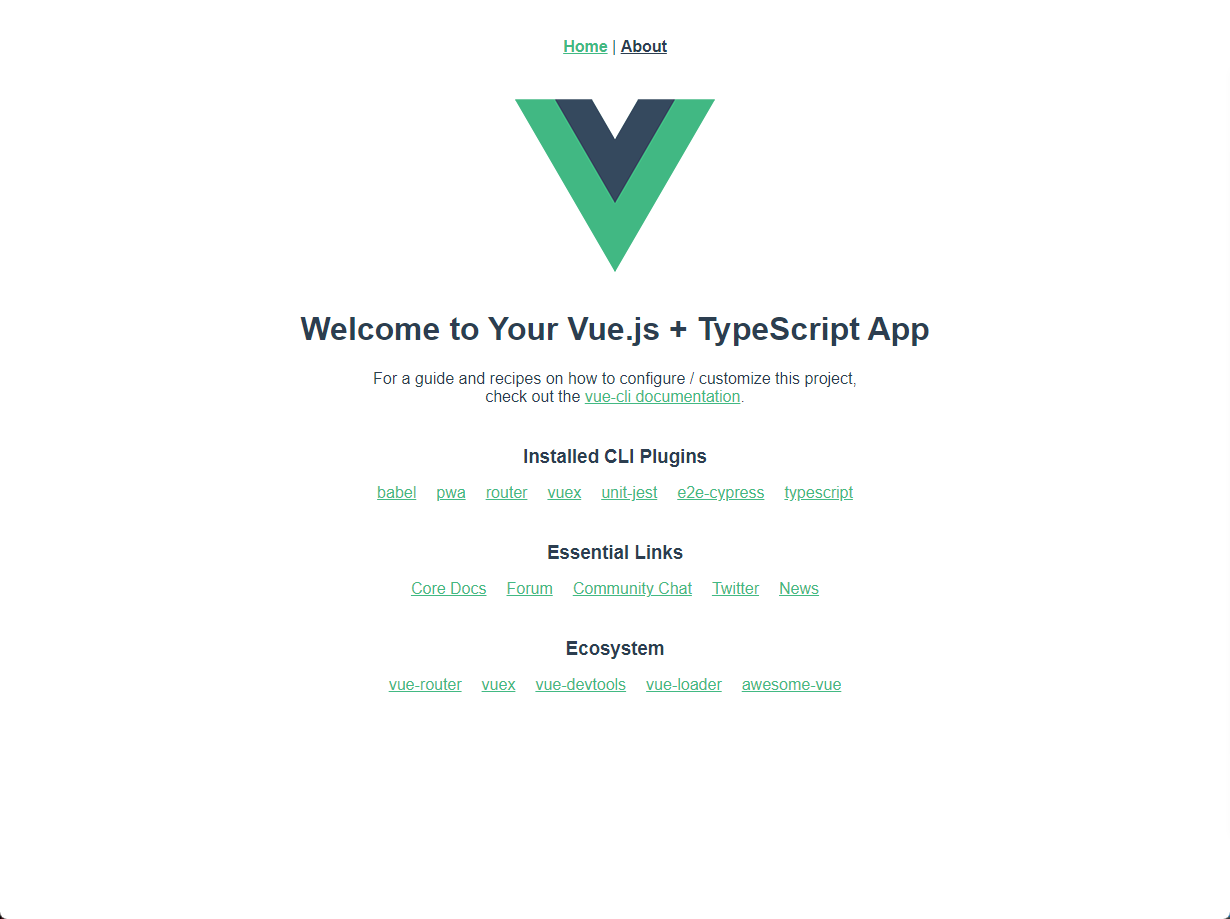 Home | About
Welcome to Your Vue.js + TypeScript App
For a guide and recipes on how to configure / customize this project,
check out the vue-cli documentation.
Installed CLI Plugins
babel pwa router vuex unit-jest e2e-cypress typescript
Essential Links
Core Docs Forum Community Chat Twitter News
Ecosystem
vue-router vuex vue-devtools vue-loader awesome-vue